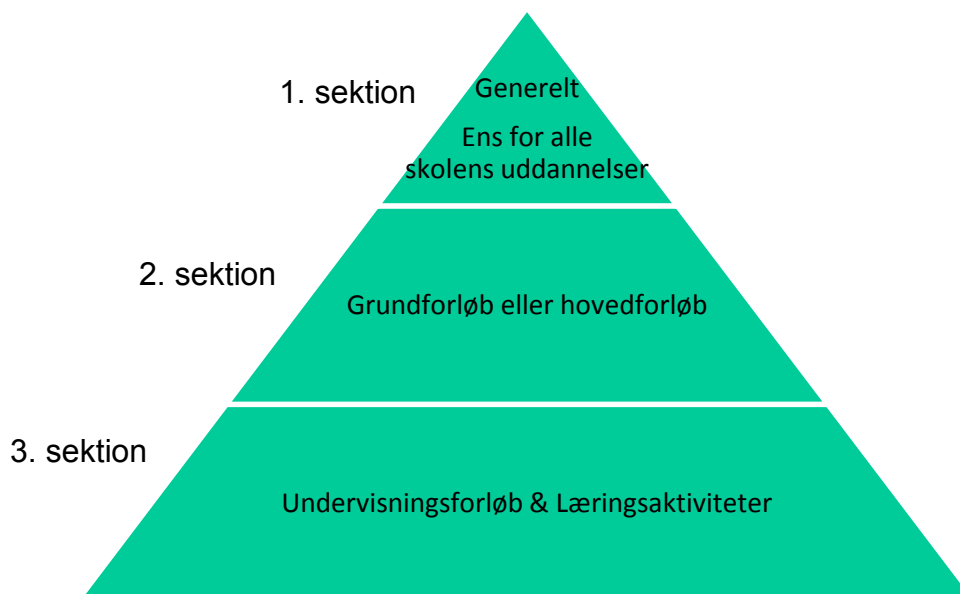 1. sektion
Generelt
Ens for alle
skolens uddannelser
2. sektion
Grundforløb eller hovedforløb
3. sektion
Undervisningsforløb & Læringsaktiviteter